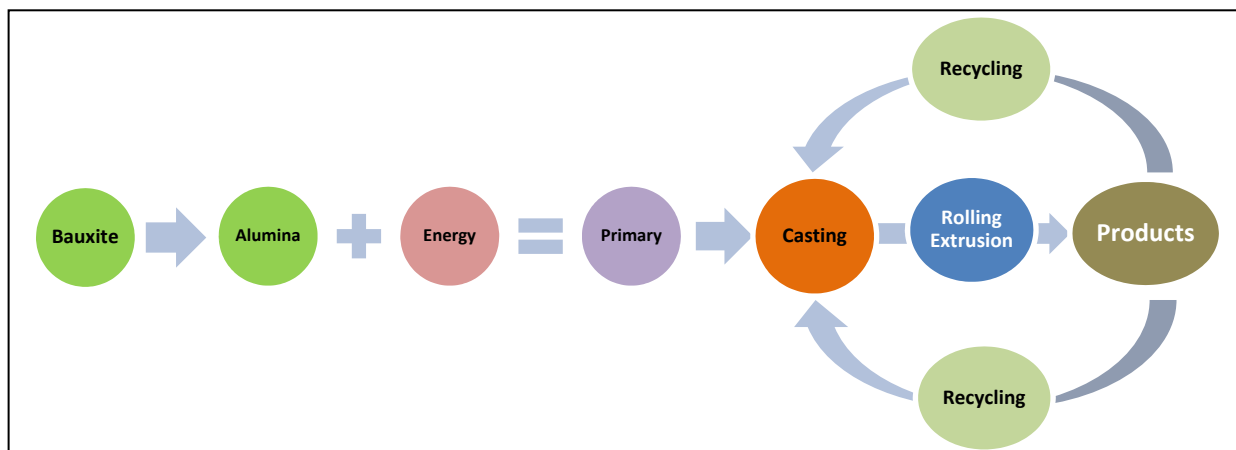 Recycling
Bauxite
Alumina
Energy
Primary
Casting
Rolling
Extrusion
Products
Recycling